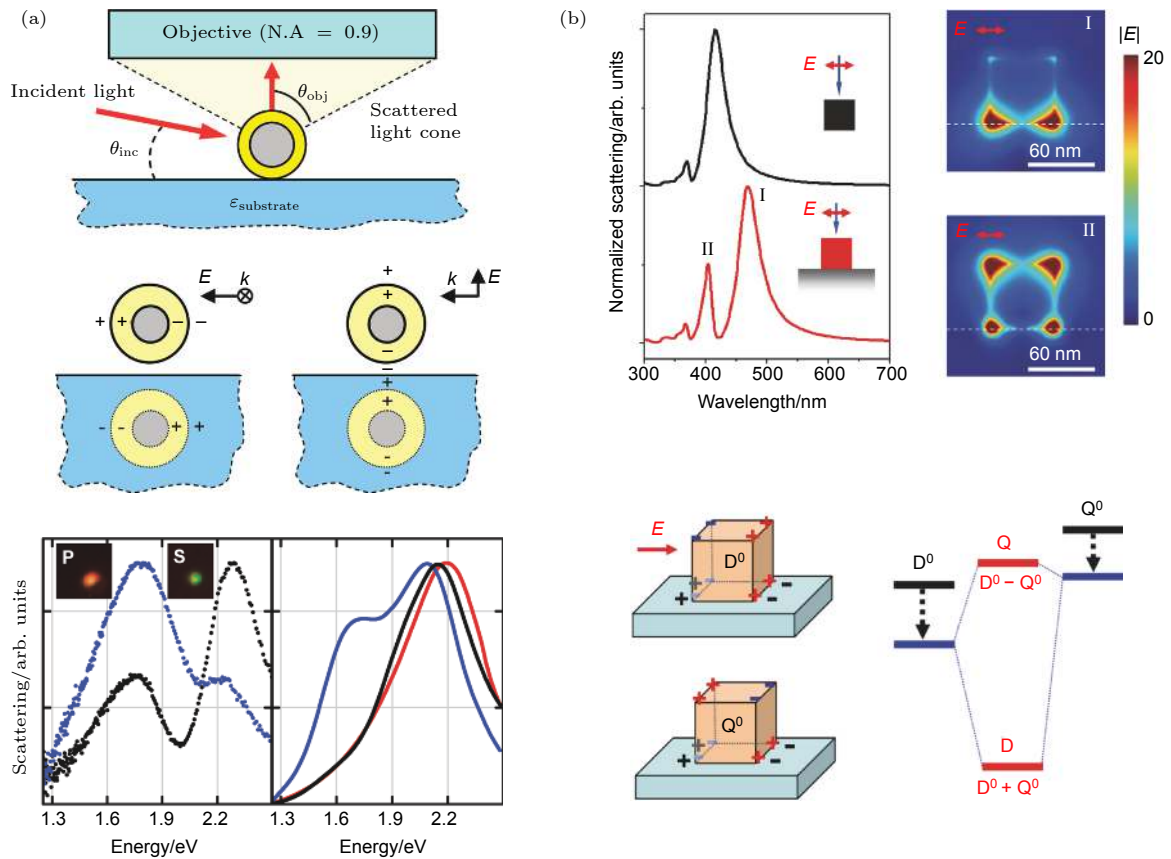 (a)
Objective (N.A = 0.9)
Incident light
θobj
Scattered
light cone
θinc
εsubstrate
E k
k E
+ + − −
+
+
−
−
- - + +
+
+
-
-
P
S
Scattering/arb. units
1.3 1.6 1.9 2.2
1.3 1.6 1.9 2.2
Energy/eV
Energy/eV
(b)
Normalized scattering/arb. units
E
I
II
E
300 400 500 600 700
Wavelength/nm
E
I
60 nm
E
II
60 nm
|E|
20
0
E
D⁰
+ − −
Q⁰
+ − −
Q⁰
Q
D⁰
D⁰ − Q⁰
D
D⁰ + Q⁰